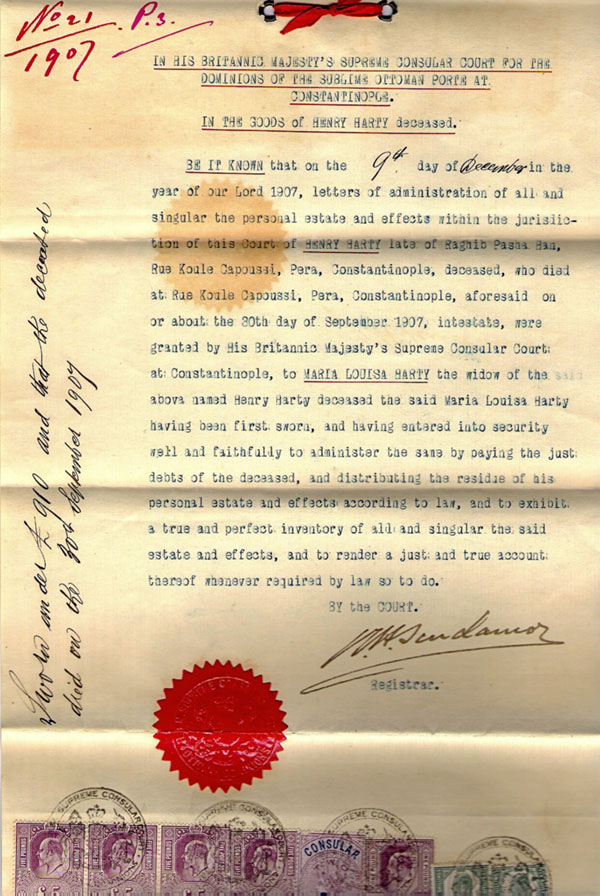 No. 21 P.3.
1907
IN HIS BRITANNIC MAJESTY'S SUPREME CONSULAR COURT FOR THE
DOMINIONS OF THE SUBLIME OTTOMAN PORTE AT
CONSTANTINOPLE.
IN THE GOODS of HENRY HARTY deceased.
BE IT KNOWN that on the 9th. day of December in the
year of our Lord 1907, letters of administration of all and
singular the personal estate and effects within the jurisdic-
tion of this Court of HENRY HARTY late of Raghib Pasha Han,
Rue Koule Capoussi, Pera, Constantinople, deceased, who died
at Rue Koule Capoussi, Pera, Constantinople, aforesaid on
or about the 30th day of September 1907, intestate, were
granted by His Britannic Majesty's Supreme Consular Court
at Constantinople, to MARIA LOUISA HARTY the widow of the said
above named Henry Harty deceased the said Maria Louisa Harty
having been first sworn, and having entered into security
well and faithfully to administer the same by paying the just
debts of the deceased, and distributing the residue of his
personal estate and effects according to law, and to exhibit
a true and perfect inventory of all and singular the said
estate and effects, and to render a just and true account
thereof whenever required by law so to do.
BY the COURT.
Registrar.
Sworn under £ 910 and that the deceased
died on the 30th September 1907
SUPREME CONSULAR COURT
SUPREME CONSULAR
SUPREME CONSULAR
SUPREME CONSULAR
CONSULAR